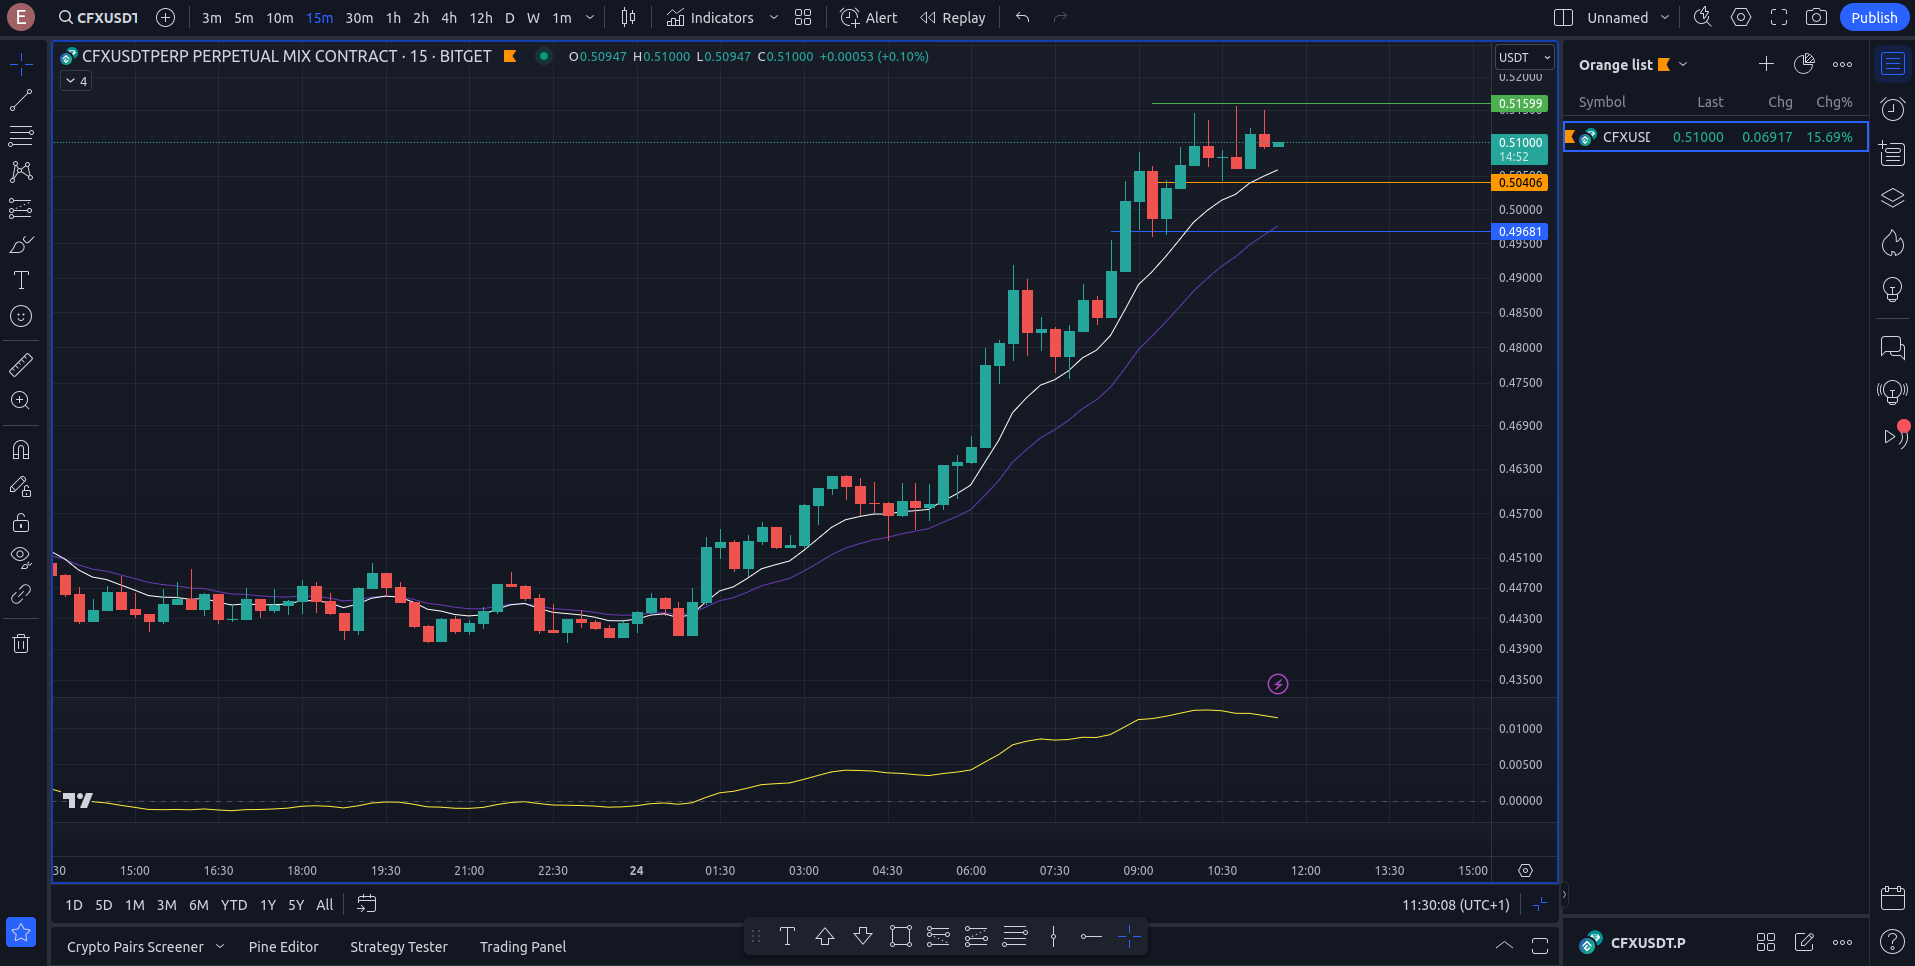 E CFXUSDT 3m 5m 10m 15m 30m 1h 2h 4h 12h D W 1m Indicators Alert Replay Unnamed Publish
CFXUSDTPERP PERPETUAL MIX CONTRACT · 15 · BITGET O0.50947 H0.51000 L0.50947 C0.51000 +0.00053 (+0.10%)
4
USDT
0.52000
0.51599
0.51000
14:52
0.50406
0.50000
0.49681
0.49500
0.49000
0.48500
0.48000
0.47500
0.46900
0.46300
0.45700
0.45100
0.44700
0.44300
0.43900
0.43500
0.01000
0.00500
0.00000
30 15:00 16:30 18:00 19:30 21:00 22:30 24 01:30 03:00 04:30 06:00 07:30 09:00 10:30 12:00 13:30 15:00
1D 5D 1M 3M 6M YTD 1Y 5Y All 11:30:08 (UTC+1)
Crypto Pairs Screener Pine Editor Strategy Tester Trading Panel
Orange list
Symbol Last Chg Chg%
CFXUSD 0.51000 0.06917 15.69%
CFXUSDT.P